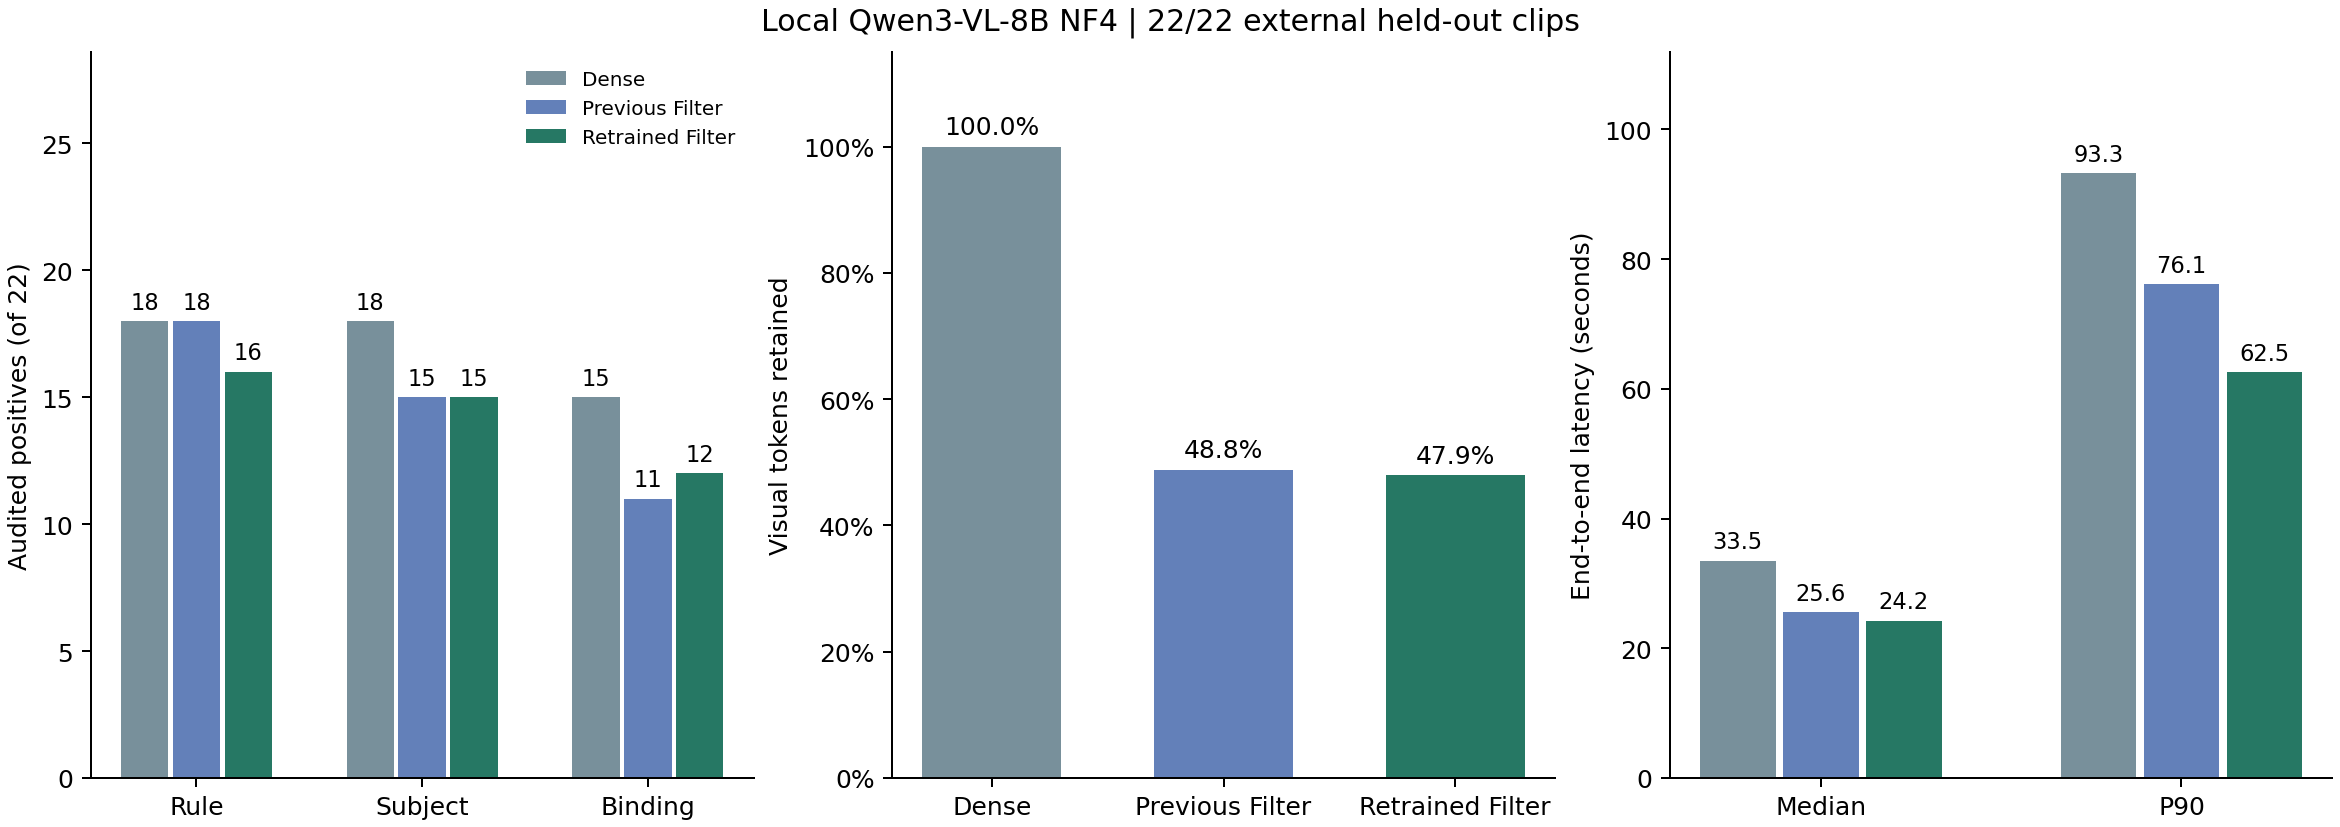 Local Qwen3-VL-8B NF4 | 22/22 external held-out clips
Audited positives (of 22)
25
20
15
10
5
0
Dense
Previous Filter
Retrained Filter
18
18
16
18
15
15
15
11
12
Rule
Subject
Binding
Visual tokens retained
100%
80%
60%
40%
20%
0%
100.0%
48.8%
47.9%
Dense
Previous Filter
Retrained Filter
End-to-end latency (seconds)
100
80
60
40
20
0
33.5
25.6
24.2
93.3
76.1
62.5
Median
P90